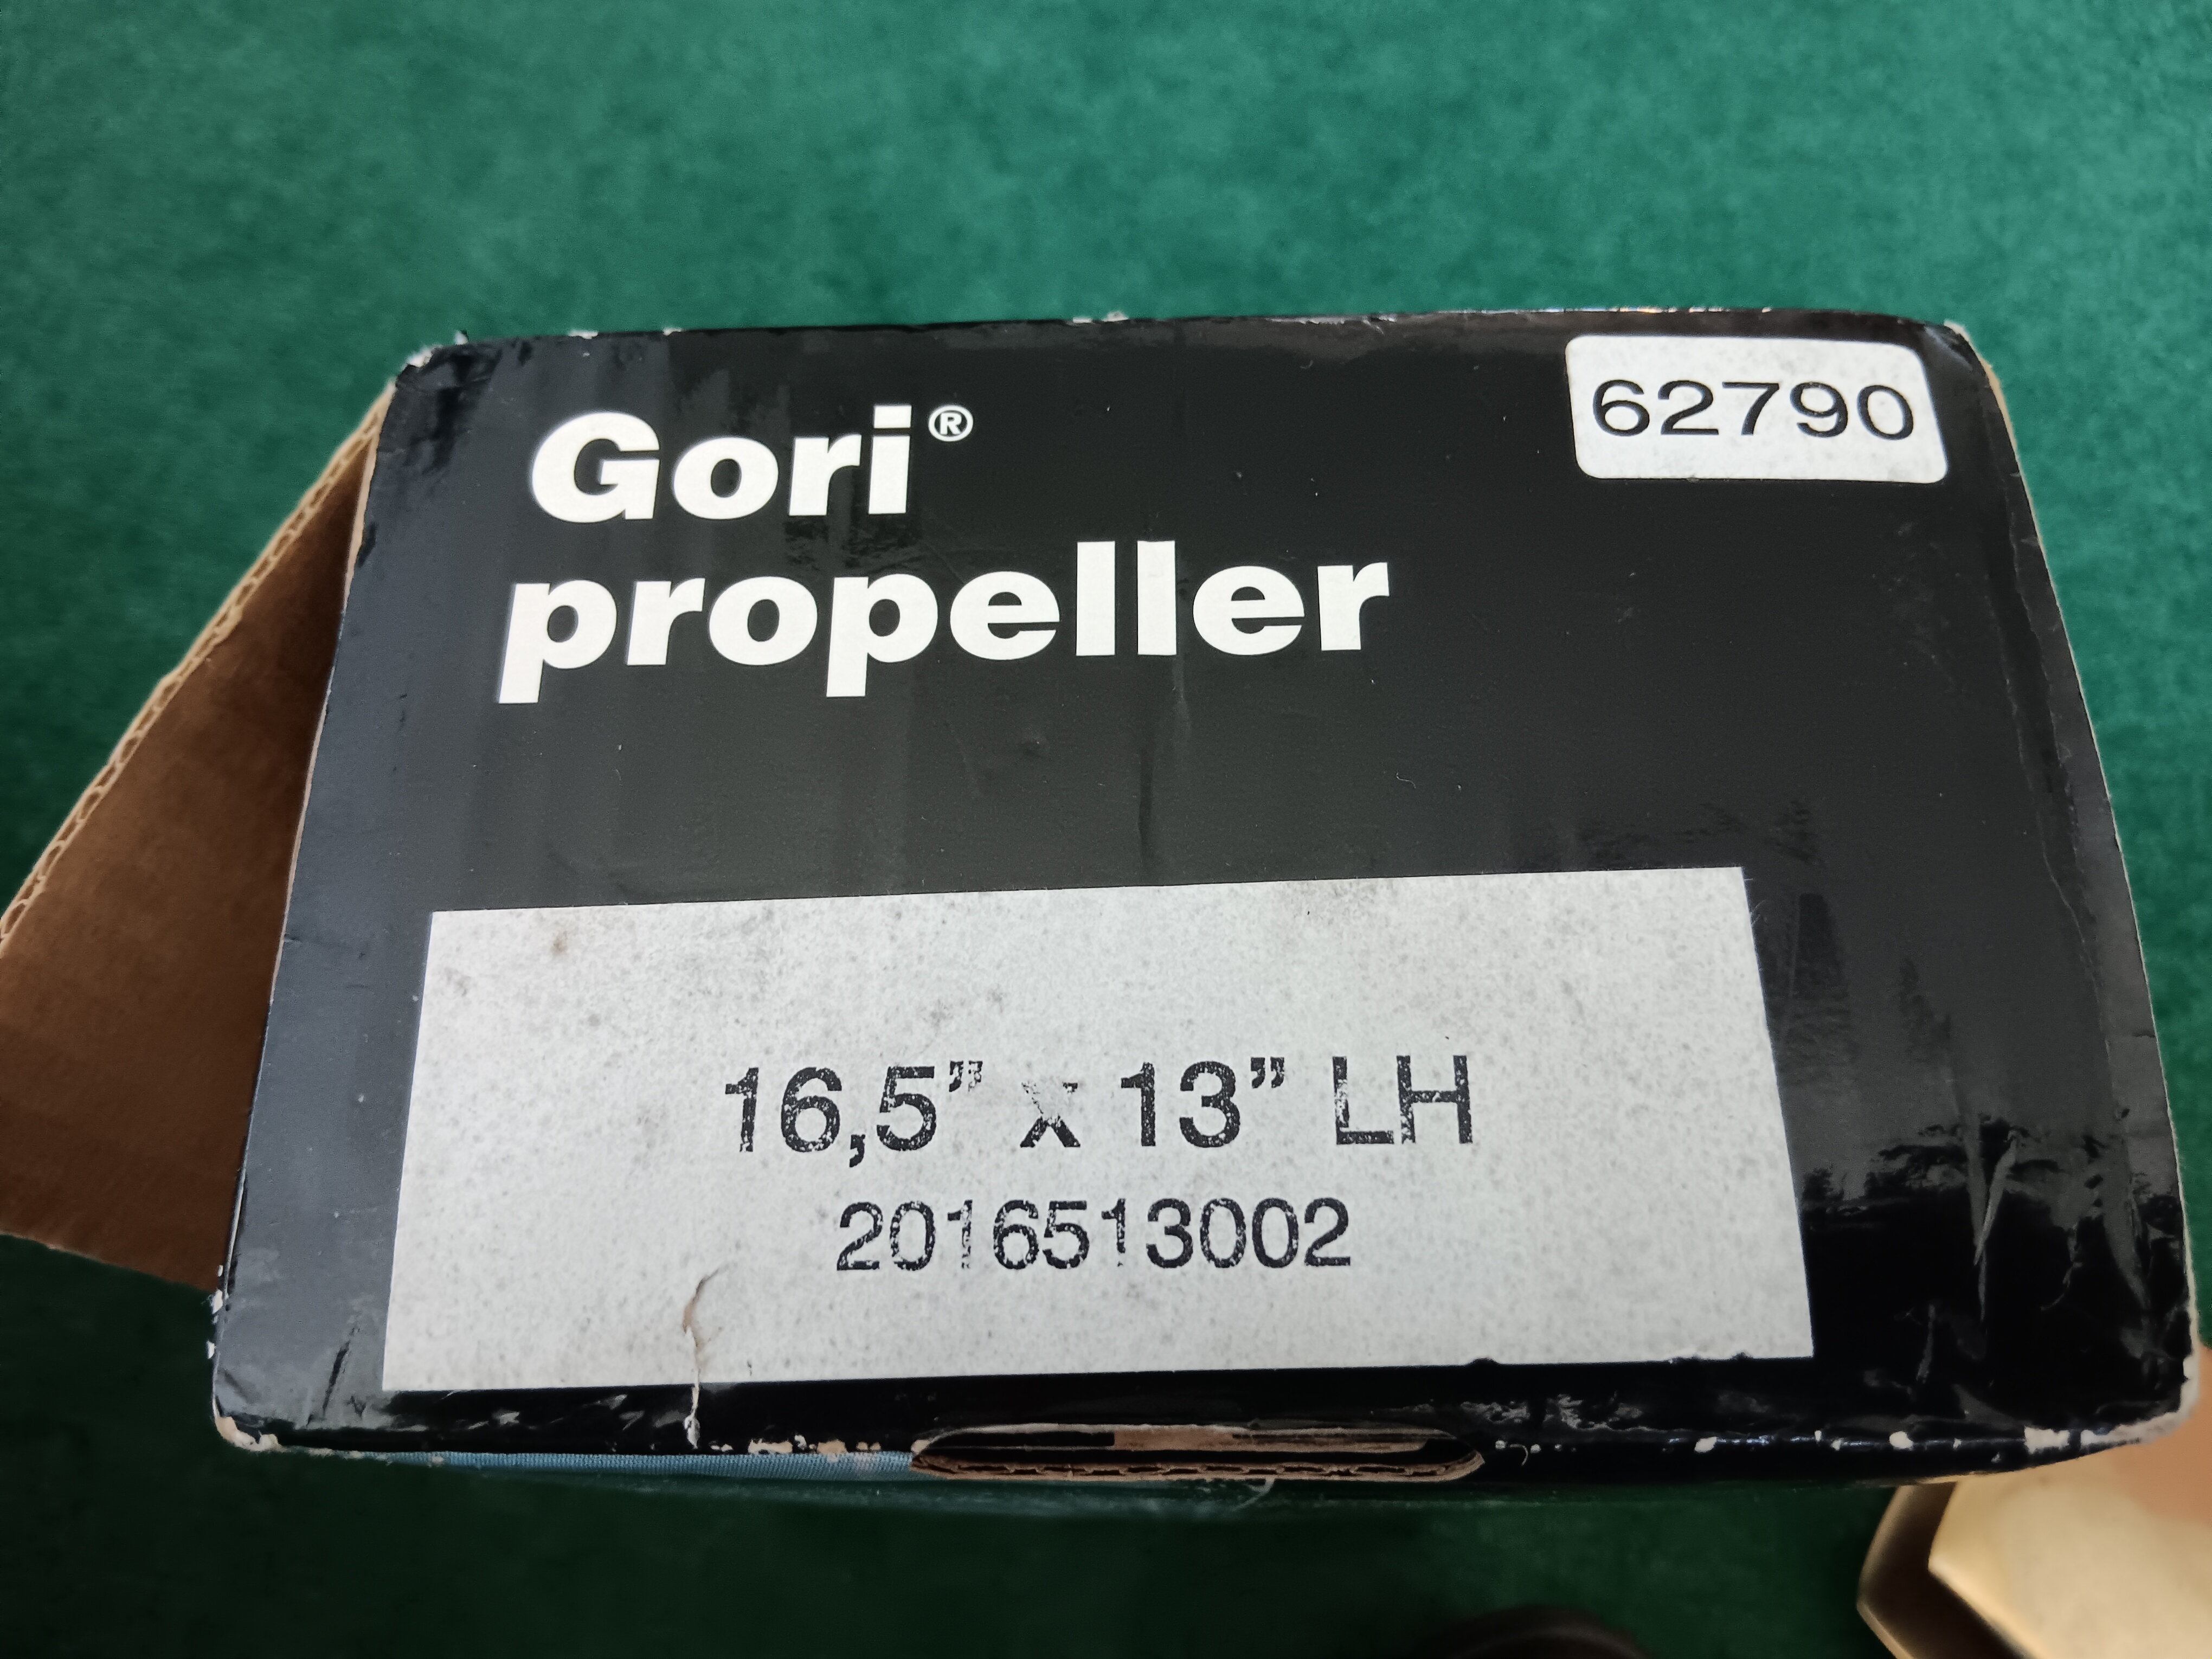 Gori®
62790
propeller
16,5” x 13” LH
2016513002